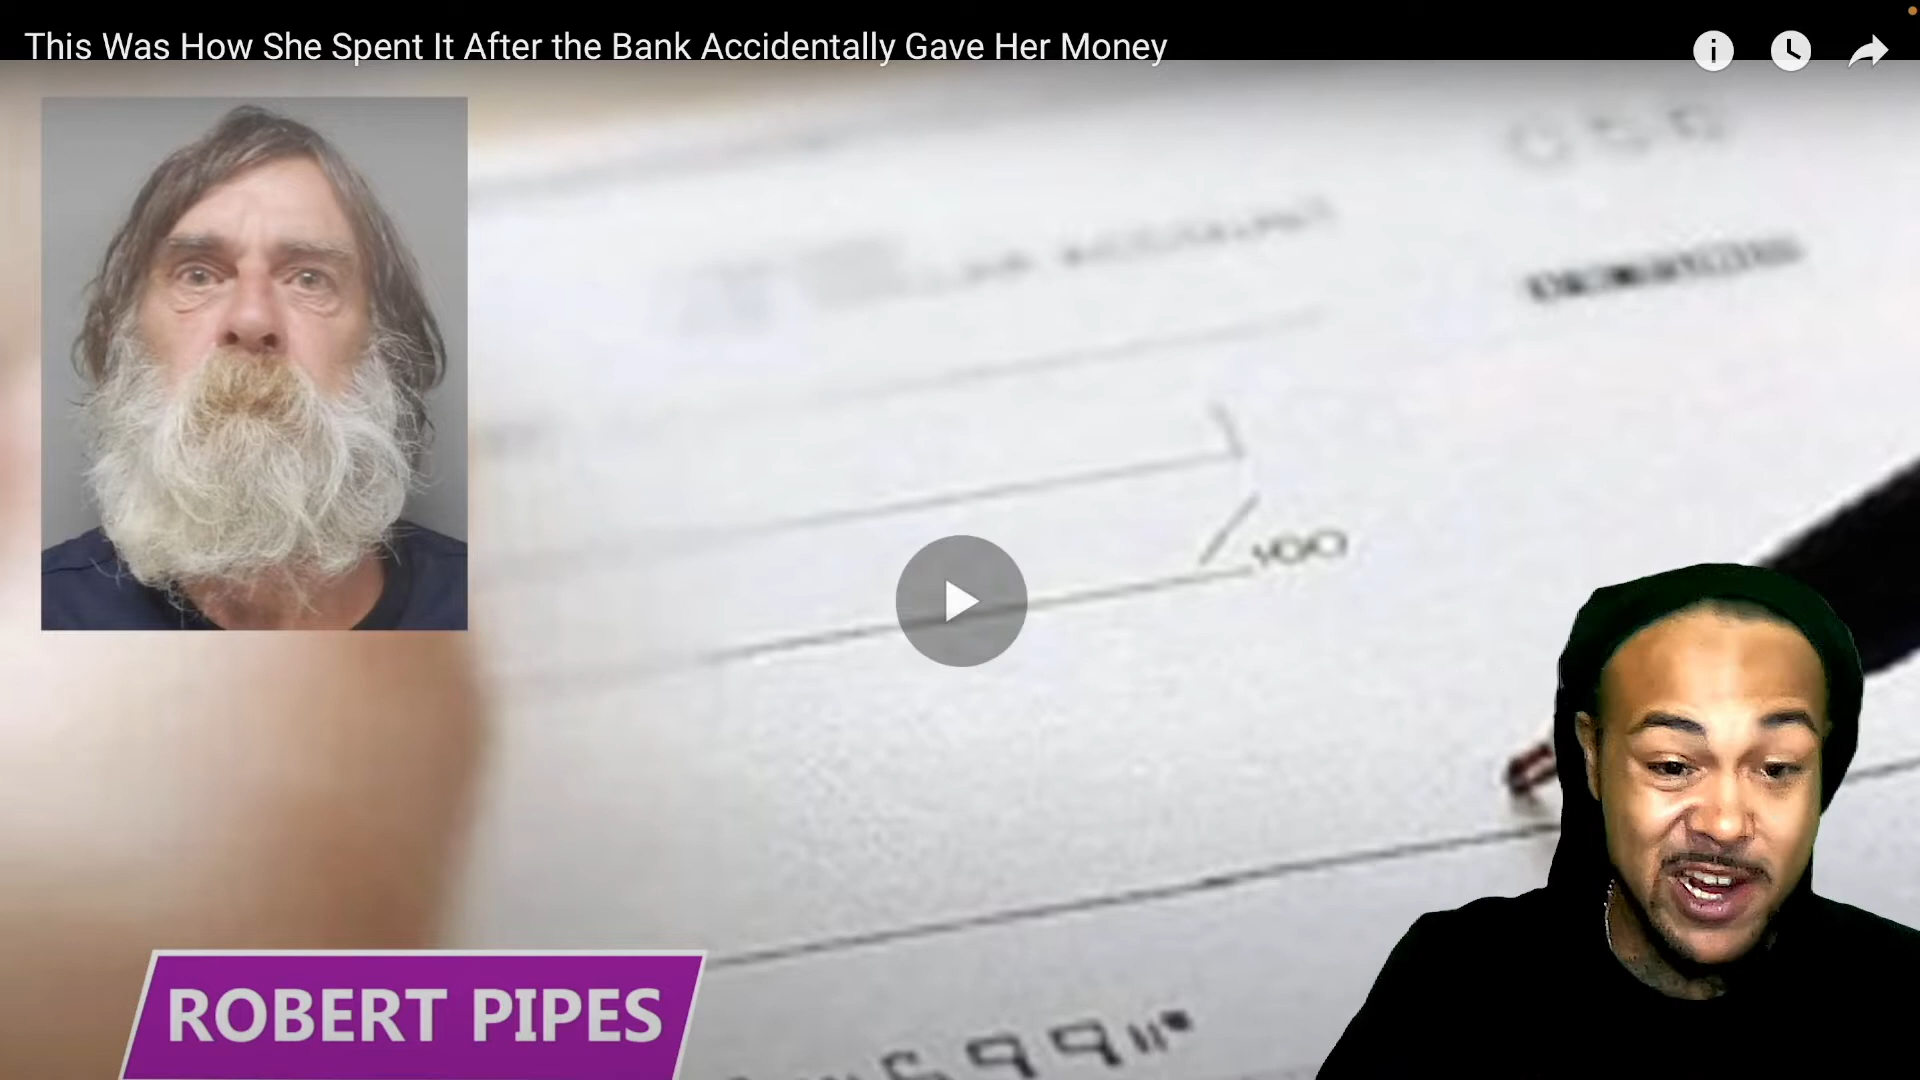 This Was How She Spent It After the Bank Accidentally Gave Her Money
100
ROBERT PIPES